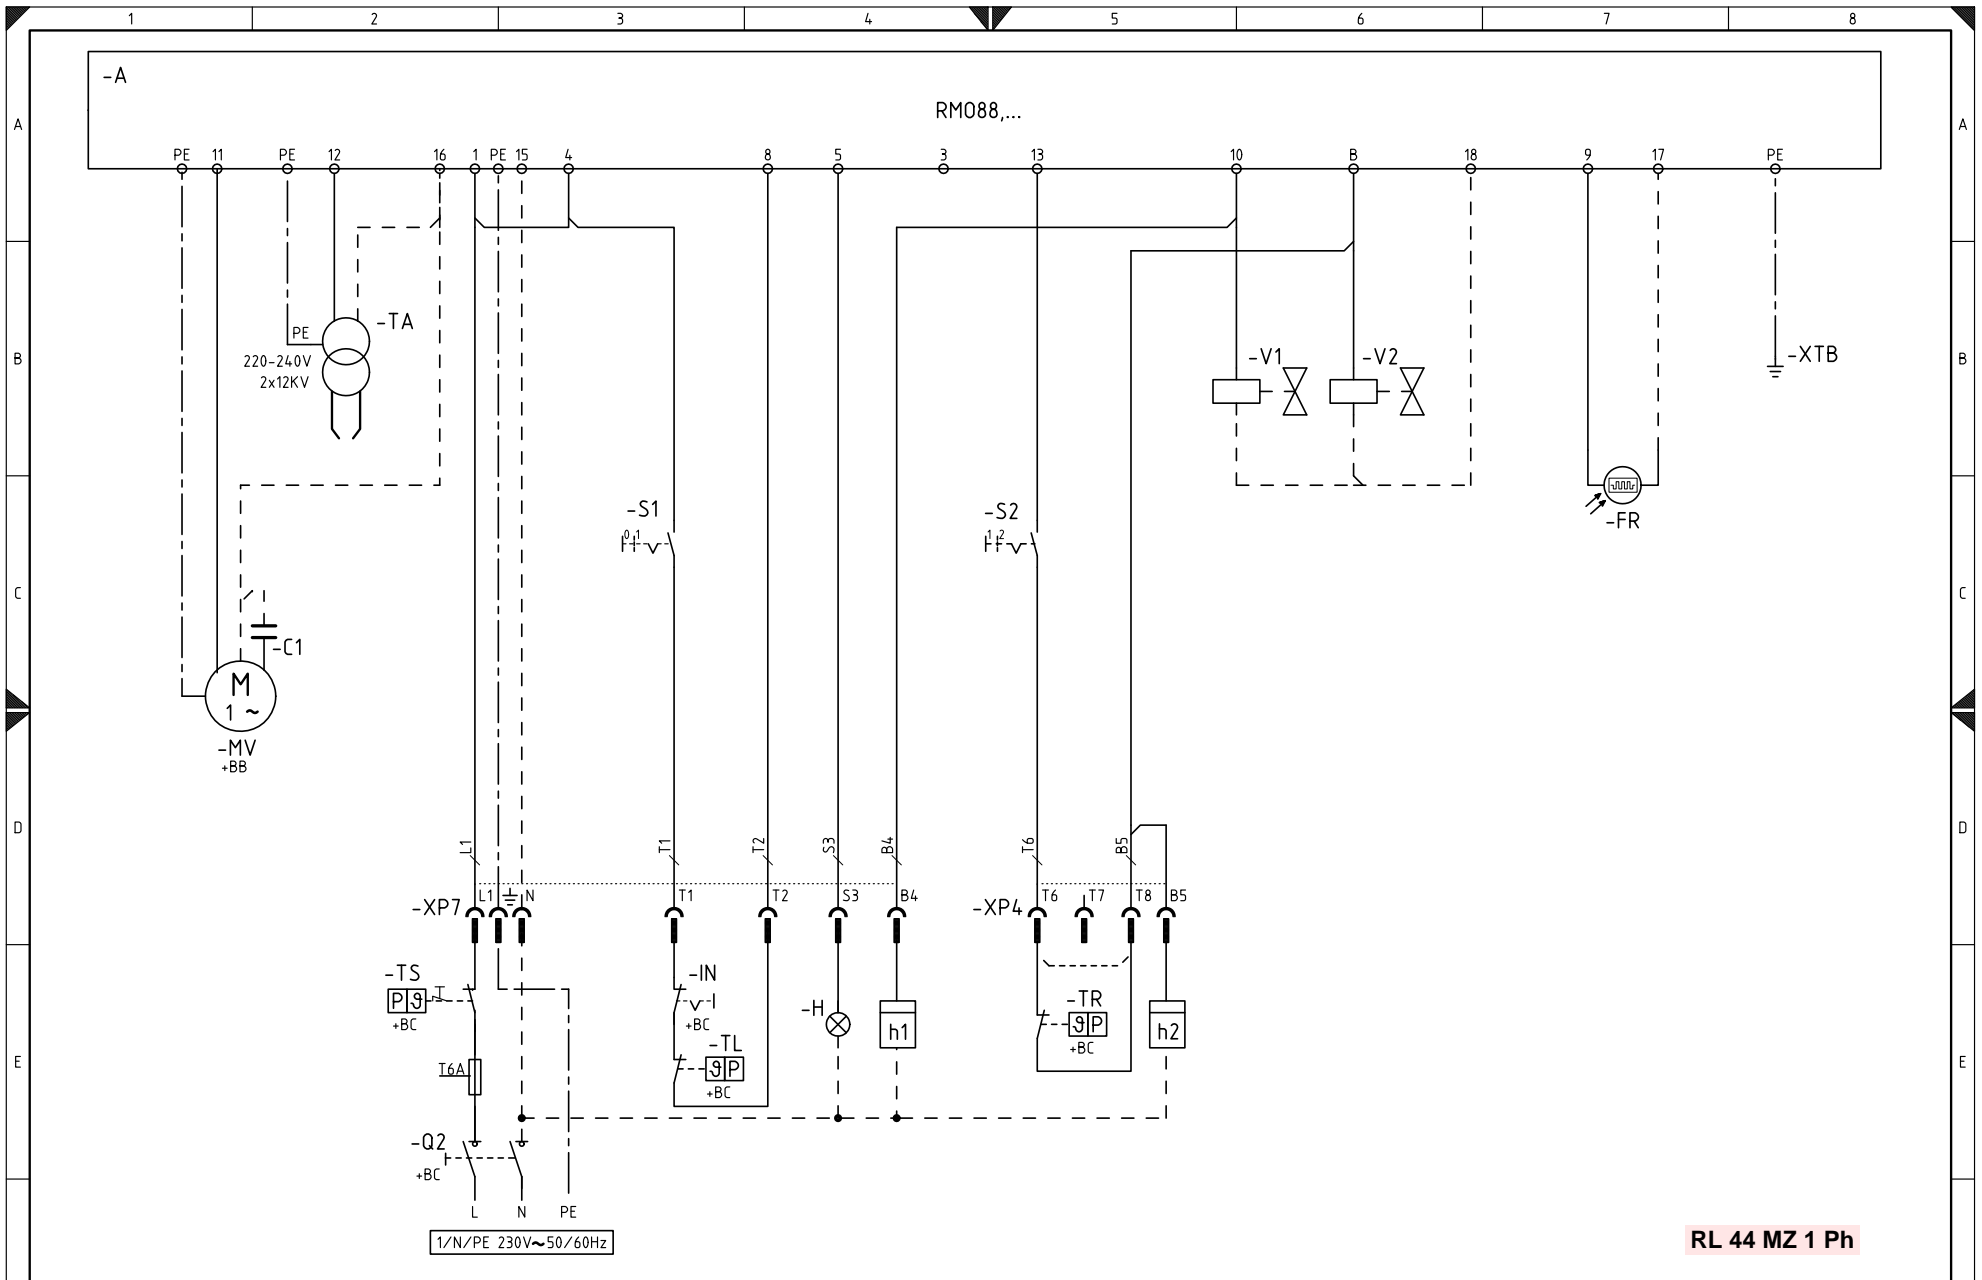 1 2 3 4 5 6 7 8
-A
RMO88,...
A A
PE 11 PE 12 16 1 PE 15 4 8 5 3 13 10 B 18 9 17 PE
-TA
PE
220-240V
2x12KV
B B
-V1 -V2 -XTB
-S1
0 1
-S2
1 2
-FR
C C
-C1
M
1 ~
-MV
+BB
D D
L1 T1 T2 S3 B4 T6 B5
L1 N T1 T2 S3 B4 T6 T7 T8 B5
-XP7 -XP4
-TS
P ϑ
+BC
-IN
+BC
-H
h1
-TR
ϑ P
+BC
h2
-TL
ϑ P
+BC
E E
T6A
-Q2
+BC
L N PE
1/N/PE 230V~50/60Hz
RL 44 MZ 1 Ph